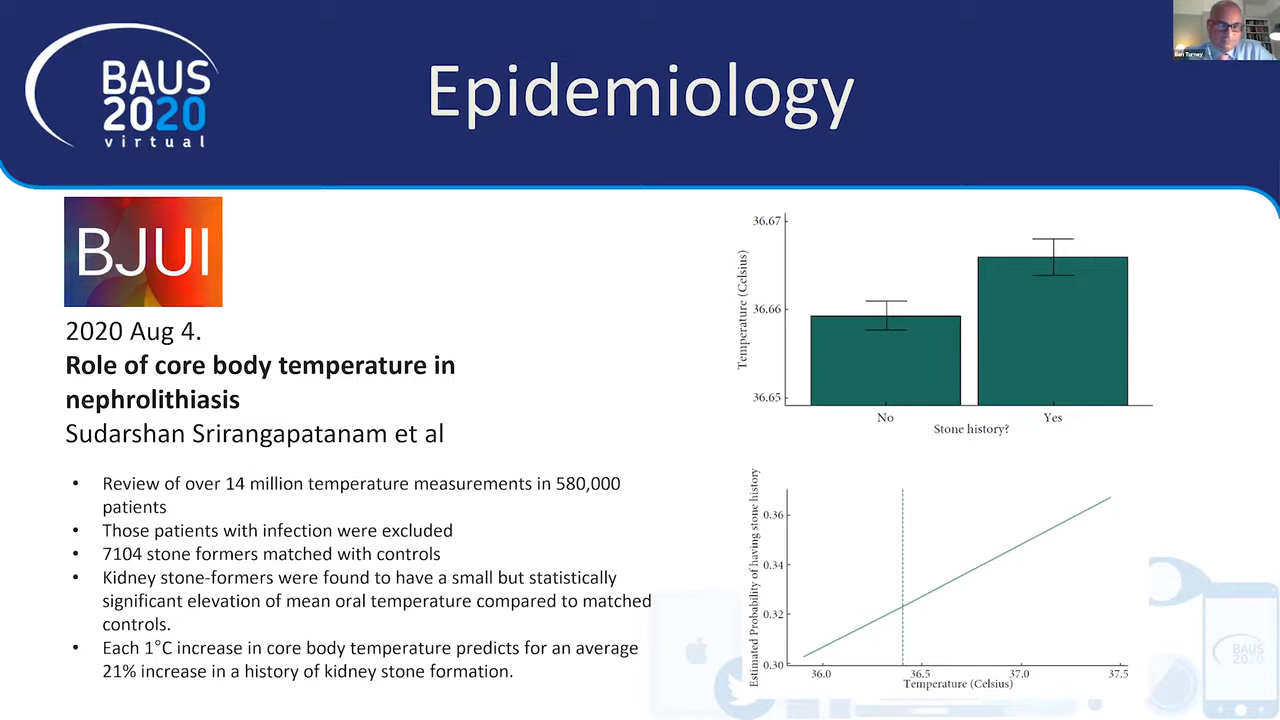 BAUS
2020
virtual
Epidemiology
Ben Turney
BJUI
2020 Aug 4.
Role of core body temperature in
nephrolithiasis
Sudarshan Srirangapatanam et al
• Review of over 14 million temperature measurements in 580,000
patients
• Those patients with infection were excluded
• 7104 stone formers matched with controls
• Kidney stone-formers were found to have a small but statistically
significant elevation of mean oral temperature compared to matched
controls.
• Each 1°C increase in core body temperature predicts for an average
21% increase in a history of kidney stone formation.
Temperature (Celsius)
36.67
36.66
36.65
No
Yes
Stone history?
Estimated Probability of having stone history
0.36
0.34
0.32
0.30
36.0
36.5
37.0
37.5
Temperature (Celsius)
BAUS
2020